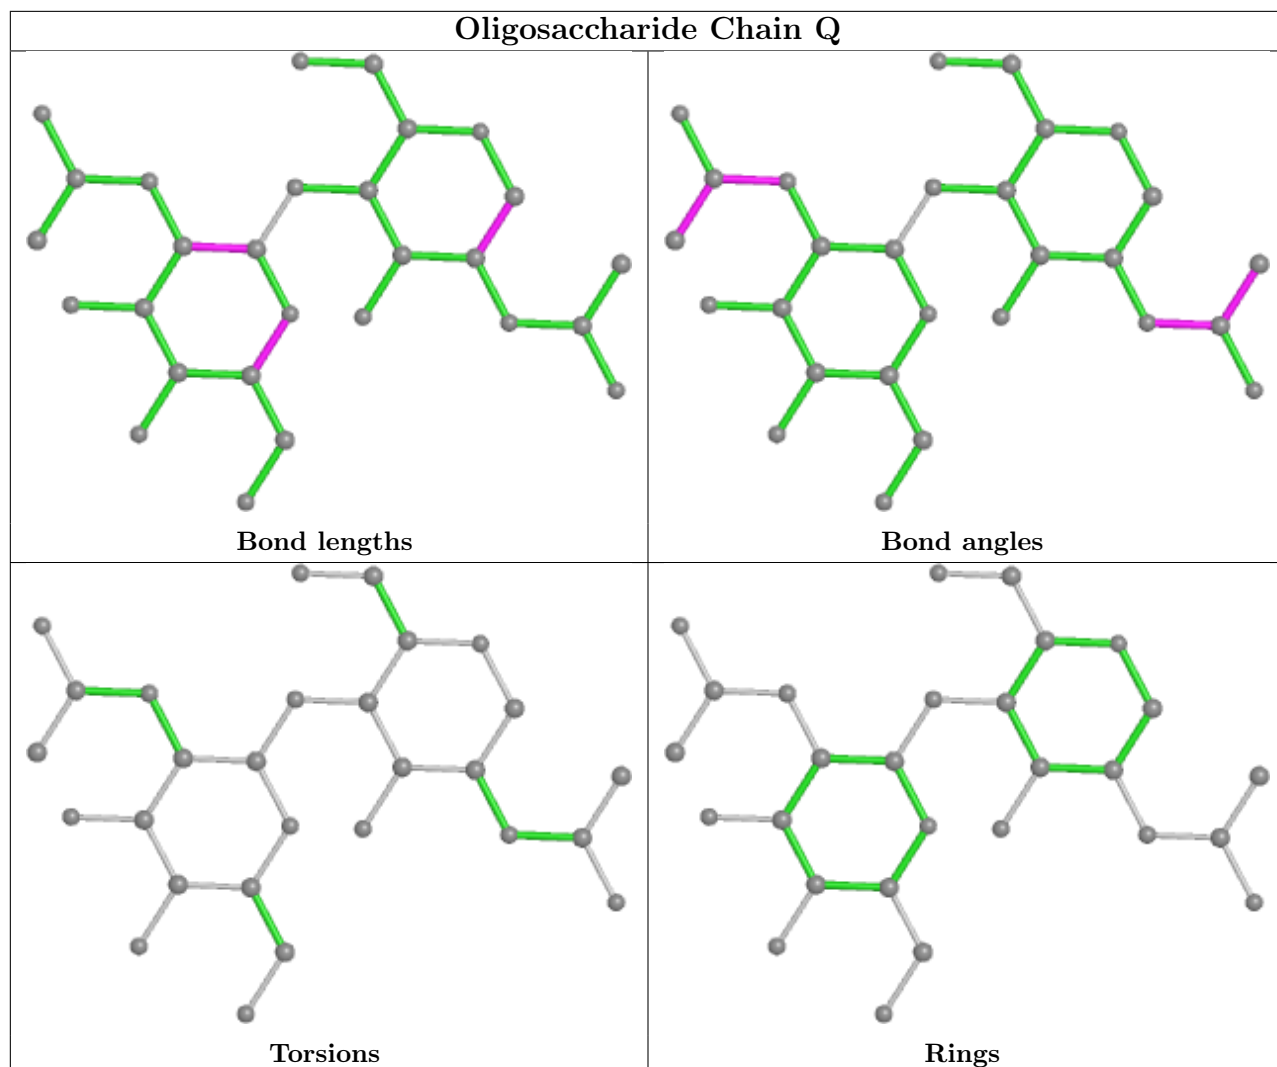 Oligosaccharide Chain Q
Bond lengths
Bond angles
Torsions
Rings